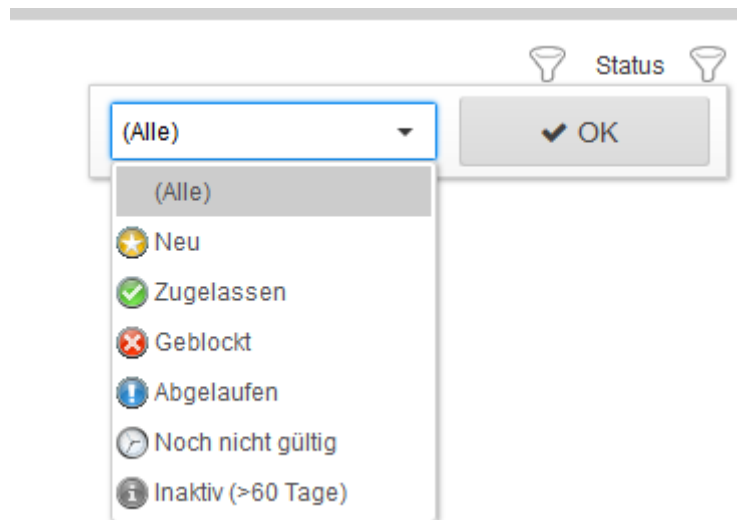 Status
(Alle)
OK
(Alle)
Neu
Zugelassen
Geblockt
Abgelaufen
Noch nicht gültig
Inaktiv (>60 Tage)